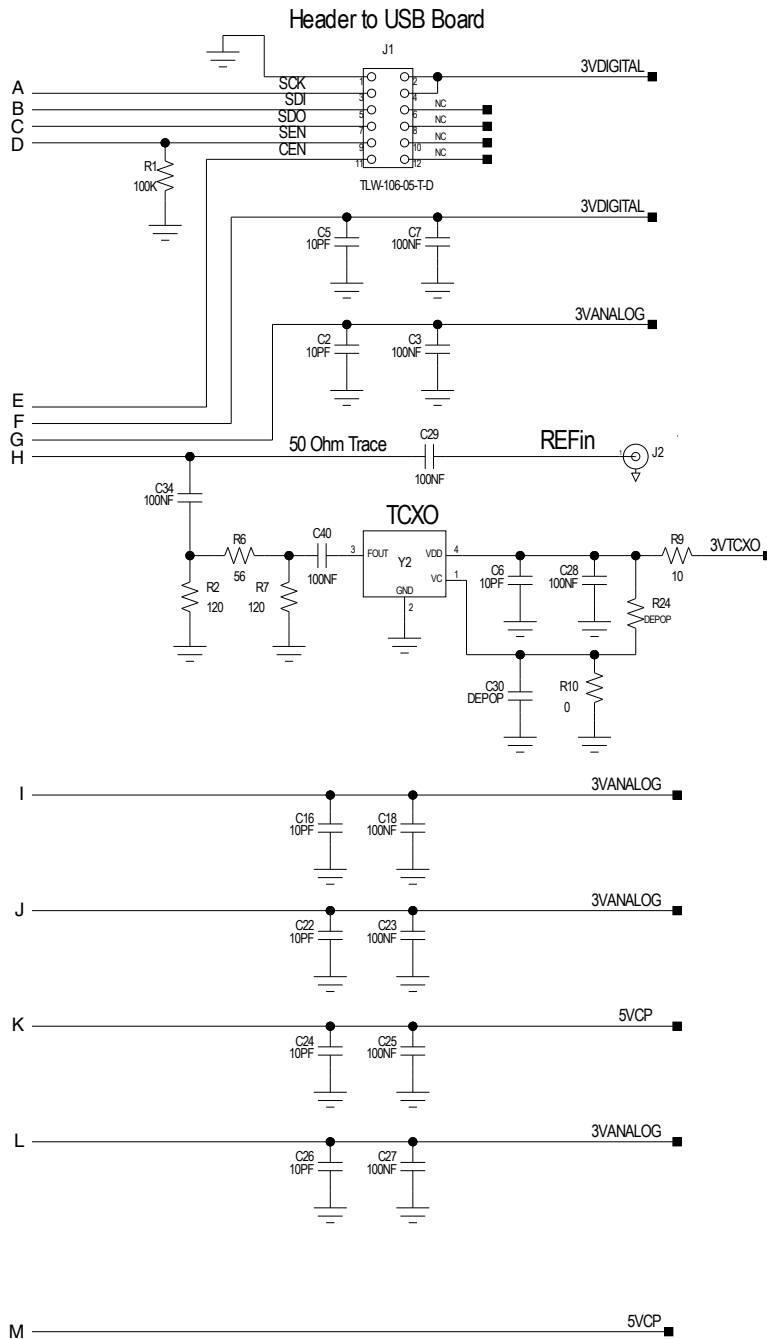 Header to USB Board
J1
3VDIGITAL
A
SCK
1
2
B
SDI
3
4
NC
C
SDO
5
6
NC
D
SEN
7
8
NC
CEN
9
10
NC
11
12
R1
100K
TLW-106-05-T-D
3VDIGITAL
C5
10PF
C7
100NF
3VANALOG
C2
10PF
C3
100NF
E
F
G
H
50 Ohm Trace
C29
100NF
REFin
1
J2
C34
100NF
TCXO
R6
56
C40
100NF
3
FOUT
Y2
VDD
4
VC
1
GND
2
R9
10
3VTCXO
R2
120
R7
120
C6
10PF
C28
100NF
R24
DEPOP
C30
DEPOP
R10
0
I
3VANALOG
C16
10PF
C18
100NF
J
3VANALOG
C22
10PF
C23
100NF
K
5VCP
C24
10PF
C25
100NF
L
3VANALOG
C26
10PF
C27
100NF
M
5VCP